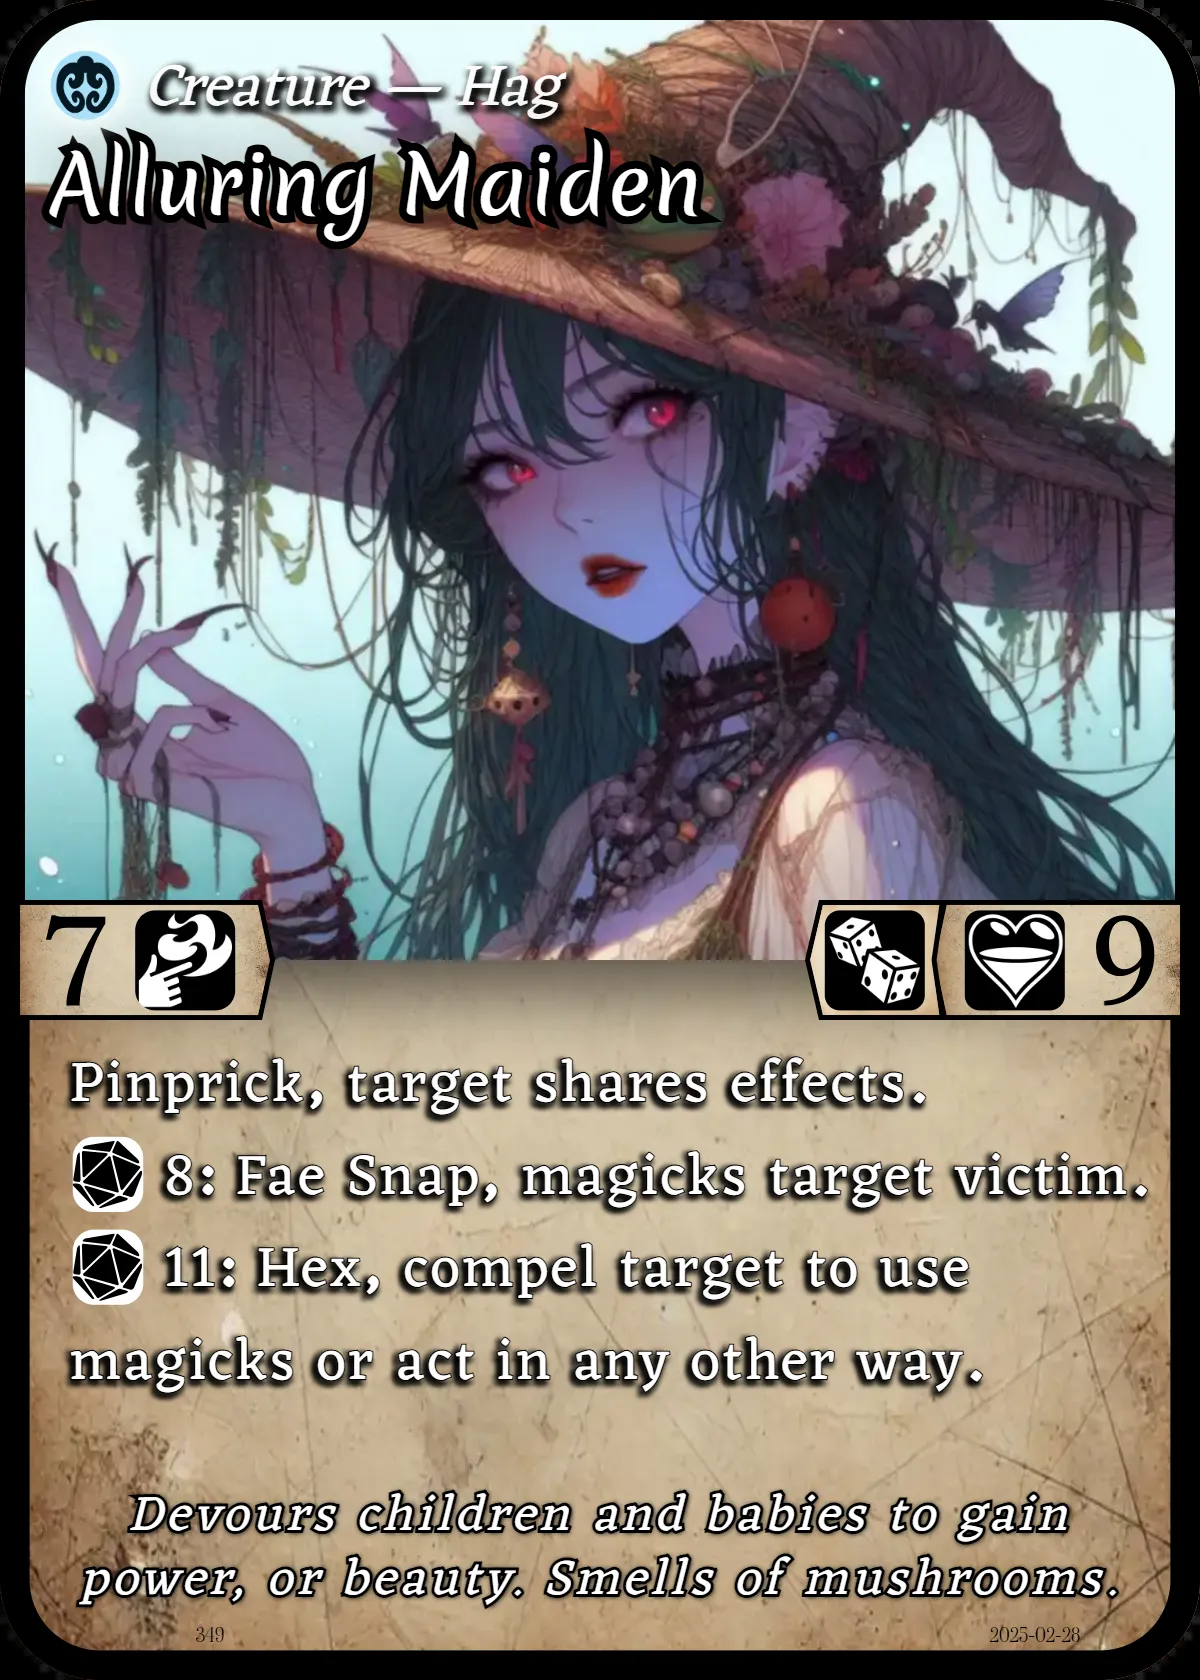 Creature — Hag
Alluring Maiden
7
9
Pinprick, target shares effects.
8: Fae Snap, magicks target victim.
11: Hex, compel target to use
magicks or act in any other way.
Devours children and babies to gain
power, or beauty. Smells of mushrooms.
349
2025-02-28